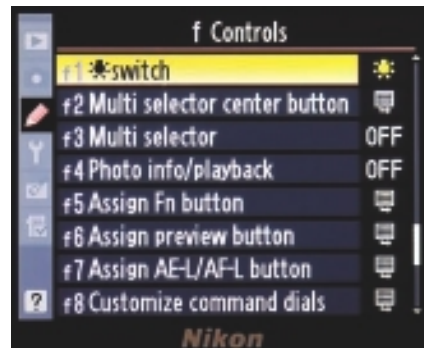 f Controls
f1 switch
f2 Multi selector center button
f3 Multi selector OFF
f4 Photo info/playback OFF
f5 Assign Fn button
f6 Assign preview button
f7 Assign AE-L/AF-L button
? f8 Customize command dials
Nikon